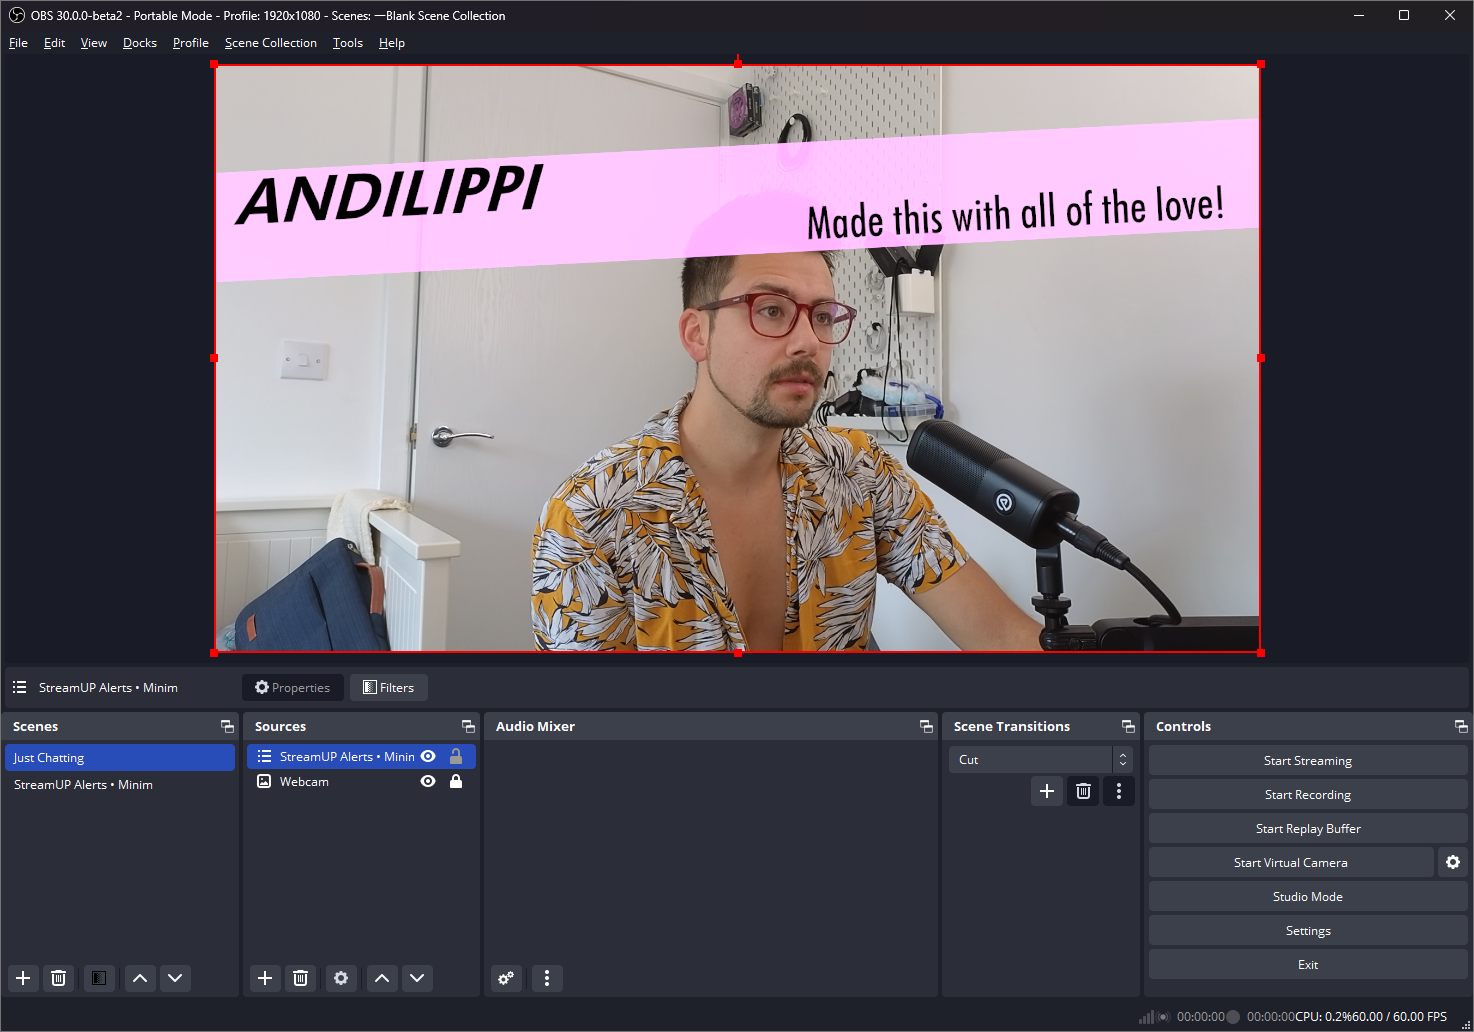 OBS 30.0.0-beta2 - Portable Mode - Profile: 1920x1080 - Scenes: —Blank Scene Collection
File Edit View Docks Profile Scene Collection Tools Help
ANDILIPPI
Made this with all of the love!
StreamUP Alerts • Minim
Properties
Filters
Scenes
Just Chatting
StreamUP Alerts • Minim
Sources
StreamUP Alerts • Minin
Webcam
Audio Mixer
Scene Transitions
Cut
Controls
Start Streaming
Start Recording
Start Replay Buffer
Start Virtual Camera
Studio Mode
Settings
Exit
00:00:00 00:00:00 CPU: 0.2% 60.00 / 60.00 FPS